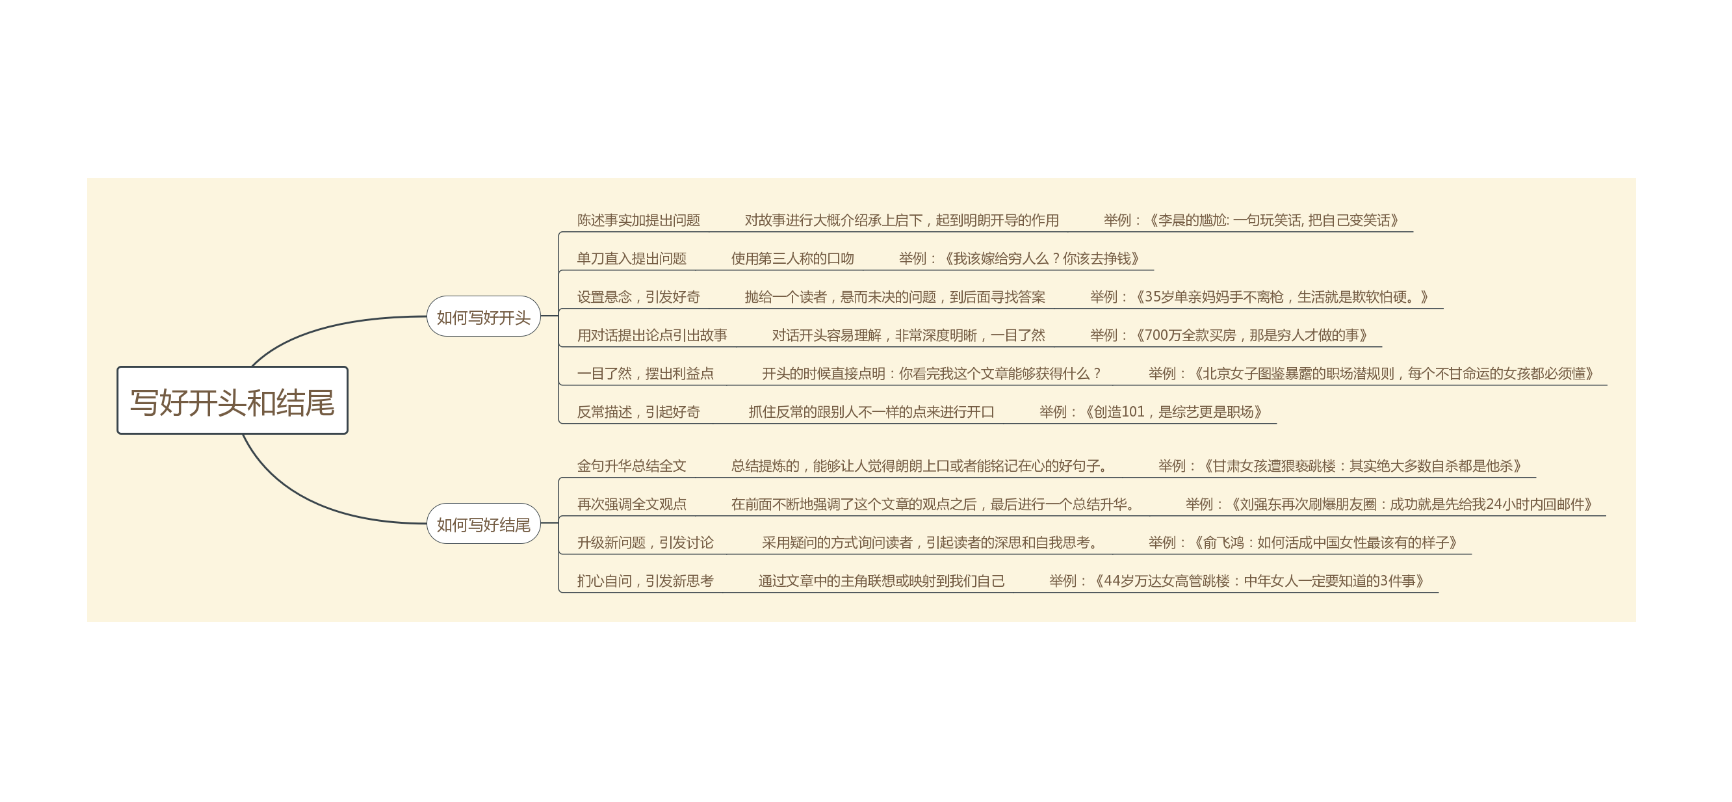 写好开头和结尾
如何写好开头
陈述事实加提出问题 对故事进行大概介绍承上启下，起到明朗开导的作用 举例：《李晨的尴尬: 一句玩笑话, 把自己变笑话》
单刀直入提出问题 使用第三人称的口吻 举例：《我该嫁给穷人么？你该去挣钱》
设置悬念，引发好奇 抛给一个读者，悬而未决的问题，到后面寻找答案 举例：《35岁单亲妈妈手不离枪，生活就是欺软怕硬。》
用对话提出论点引出故事 对话开头容易理解，非常深度明晰，一目了然 举例：《700万全款买房，那是穷人才做的事》
一目了然，摆出利益点 开头的时候直接点明：你看完我这个文章能够获得什么？ 举例：《北京女子图鉴暴露的职场潜规则，每个不甘命运的女孩都必须懂》
反常描述，引起好奇 抓住反常的跟别人不一样的点来进行开口 举例：《创造101，是综艺更是职场》
如何写好结尾
金句升华总结全文 总结提炼的，能够让人觉得朗朗上口或者能铭记在心的好句子。 举例：《甘肃女孩遭猥亵跳楼：其实绝大多数自杀都是他杀》
再次强调全文观点 在前面不断地强调了这个文章的观点之后，最后进行一个总结升华。 举例：《刘强东再次刷爆朋友圈：成功就是先给我24小时内回邮件》
升级新问题，引发讨论 采用疑问的方式询问读者，引起读者的深思和自我思考。 举例：《俞飞鸿：如何活成中国女性最该有的样子》
扪心自问，引发新思考 通过文章中的主角联想或映射到我们自己 举例：《44岁万达女高管跳楼：中年女人一定要知道的3件事》